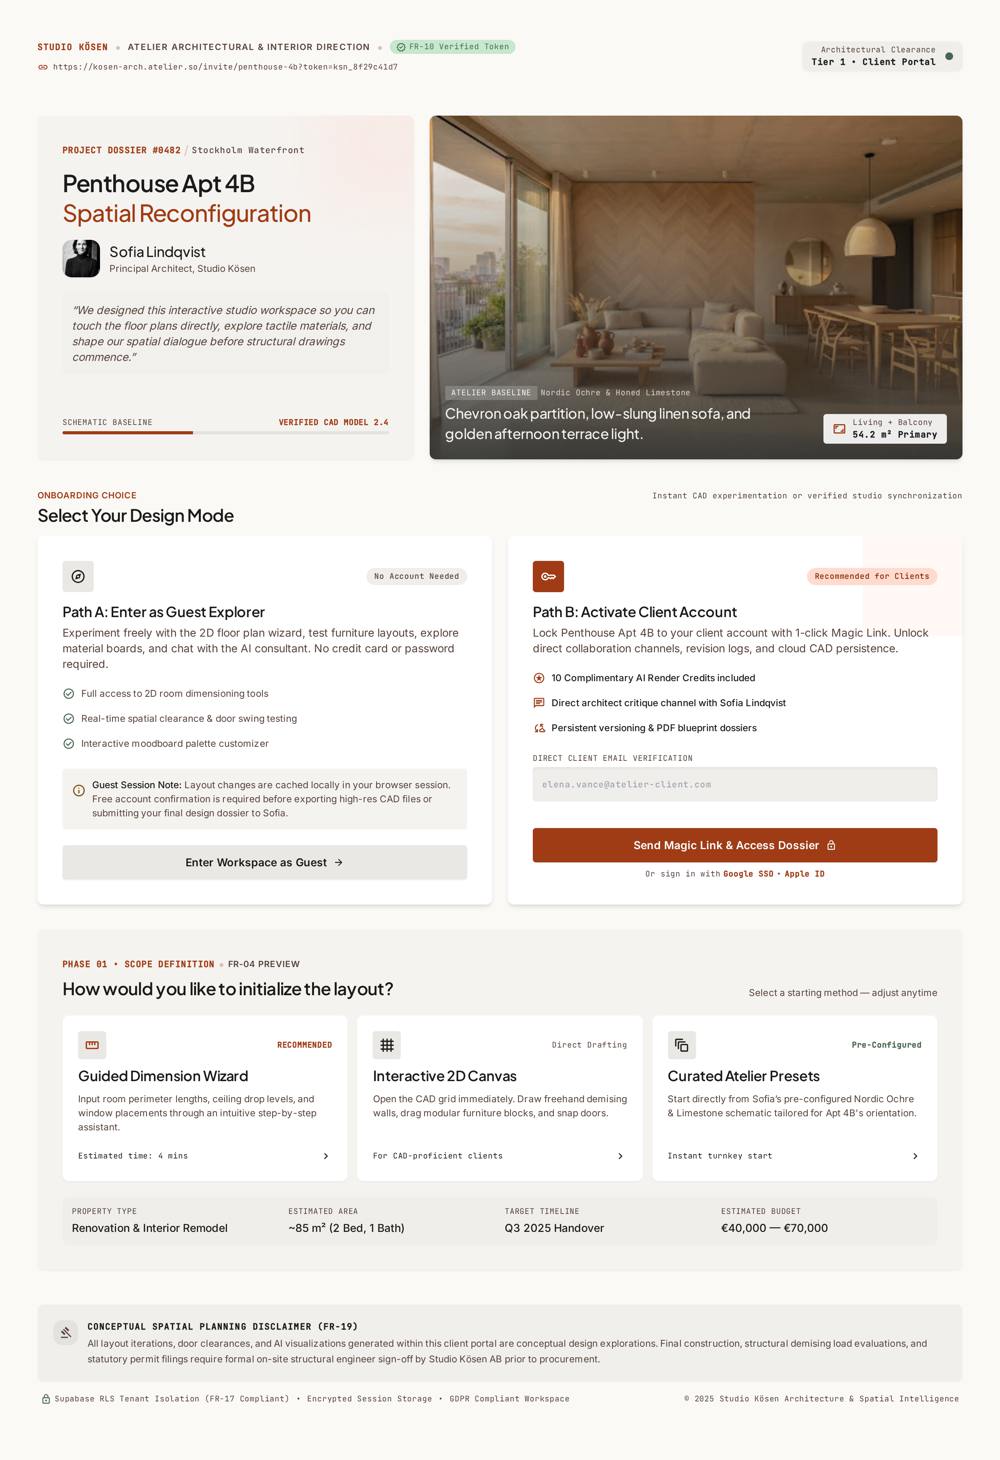 STUDIO KÖSEN • ATELIER ARCHITECTURAL & INTERIOR DIRECTION • FR-10 Verified Token
https://kosen-arch.atelier.so/invite/penthouse-4b?token=ksn_8f29c41d7
Architectural Clearance
Tier 1 • Client Portal
PROJECT DOSSIER #0482 / Stockholm Waterfront
Penthouse Apt 4B
Spatial Reconfiguration
Sofia Lindqvist
Principal Architect, Studio Kösen
“We designed this interactive studio workspace so you can
touch the floor plans directly, explore tactile materials, and
shape our spatial dialogue before structural drawings
commence.”
SCHEMATIC BASELINE VERIFIED CAD MODEL 2.4
ATELIER BASELINE Nordic Ochre & Honed Limestone
Chevron oak partition, low-slung linen sofa, and
golden afternoon terrace light.
Living + Balcony
54.2 m² Primary
ONBOARDING CHOICE
Select Your Design Mode
Instant CAD experimentation or verified studio synchronization
No Account Needed
Path A: Enter as Guest Explorer
Experiment freely with the 2D floor plan wizard, test furniture layouts, explore
material boards, and chat with the AI consultant. No credit card or password
required.
Full access to 2D room dimensioning tools
Real-time spatial clearance & door swing testing
Interactive moodboard palette customizer
Guest Session Note: Layout changes are cached locally in your browser session.
Free account confirmation is required before exporting high-res CAD files or
submitting your final design dossier to Sofia.
Enter Workspace as Guest →
Recommended for Clients
Path B: Activate Client Account
Lock Penthouse Apt 4B to your client account with 1-click Magic Link. Unlock
direct collaboration channels, revision logs, and cloud CAD persistence.
10 Complimentary AI Render Credits included
Direct architect critique channel with Sofia Lindqvist
Persistent versioning & PDF blueprint dossiers
DIRECT CLIENT EMAIL VERIFICATION
elena.vance@atelier-client.com
Send Magic Link & Access Dossier
Or sign in with Google SSO • Apple ID
PHASE 01 • SCOPE DEFINITION • FR-04 PREVIEW
How would you like to initialize the layout?
Select a starting method — adjust anytime
RECOMMENDED
Guided Dimension Wizard
Input room perimeter lengths, ceiling drop levels, and
window placements through an intuitive step-by-step
assistant.
Estimated time: 4 mins
Direct Drafting
Interactive 2D Canvas
Open the CAD grid immediately. Draw freehand demising
walls, drag modular furniture blocks, and snap doors.
For CAD-proficient clients
Pre-Configured
Curated Atelier Presets
Start directly from Sofia's pre-configured Nordic Ochre
& Limestone schematic tailored for Apt 4B's orientation.
Instant turnkey start
PROPERTY TYPE
Renovation & Interior Remodel
ESTIMATED AREA
~85 m² (2 Bed, 1 Bath)
TARGET TIMELINE
Q3 2025 Handover
ESTIMATED BUDGET
€40,000 — €70,000
CONCEPTUAL SPATIAL PLANNING DISCLAIMER (FR-19)
All layout iterations, door clearances, and AI visualizations generated within this client portal are conceptual design explorations. Final construction, structural demising load evaluations, and
statutory permit filings require formal on-site structural engineer sign-off by Studio Kösen AB prior to procurement.
Supabase RLS Tenant Isolation (FR-17 Compliant) • Encrypted Session Storage • GDPR Compliant Workspace
© 2025 Studio Kösen Architecture & Spatial Intelligence